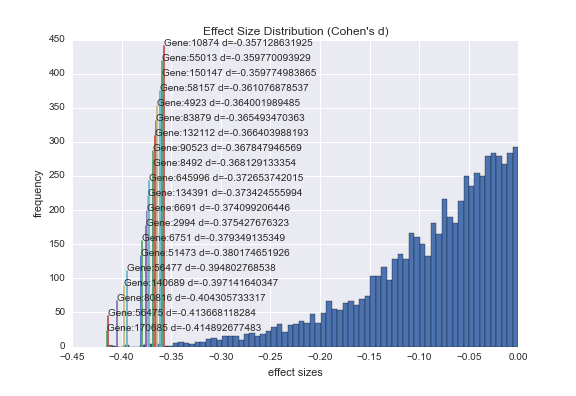 Effect Size Distribution (Cohen's d)
450
400
350
300
250
200
150
100
50
0
frequency
Gene:10874 d=-0.357128631925
Gene:55013 d=-0.359770093929
Gene:150147 d=-0.359774983865
Gene:58157 d=-0.361076878537
Gene:4923 d=-0.364001989485
Gene:83879 d=-0.365493470363
Gene:132112 d=-0.366403988193
Gene:90523 d=-0.367847946569
Gene:8492 d=-0.368129133354
Gene:645996 d=-0.372653742015
Gene:134391 d=-0.373424555994
Gene:6691 d=-0.374099206446
Gene:2994 d=-0.375427676323
Gene:6751 d=-0.379349135349
Gene:51473 d=-0.380174651926
Gene:56477 d=-0.394802768538
Gene:140689 d=-0.397141640347
Gene:80816 d=-0.404305733317
Gene:56475 d=-0.413668118284
Gene:170685 d=-0.414892677483
−0.45
−0.40
−0.35
−0.30
−0.25
−0.20
−0.15
−0.10
−0.05
0.00
effect sizes